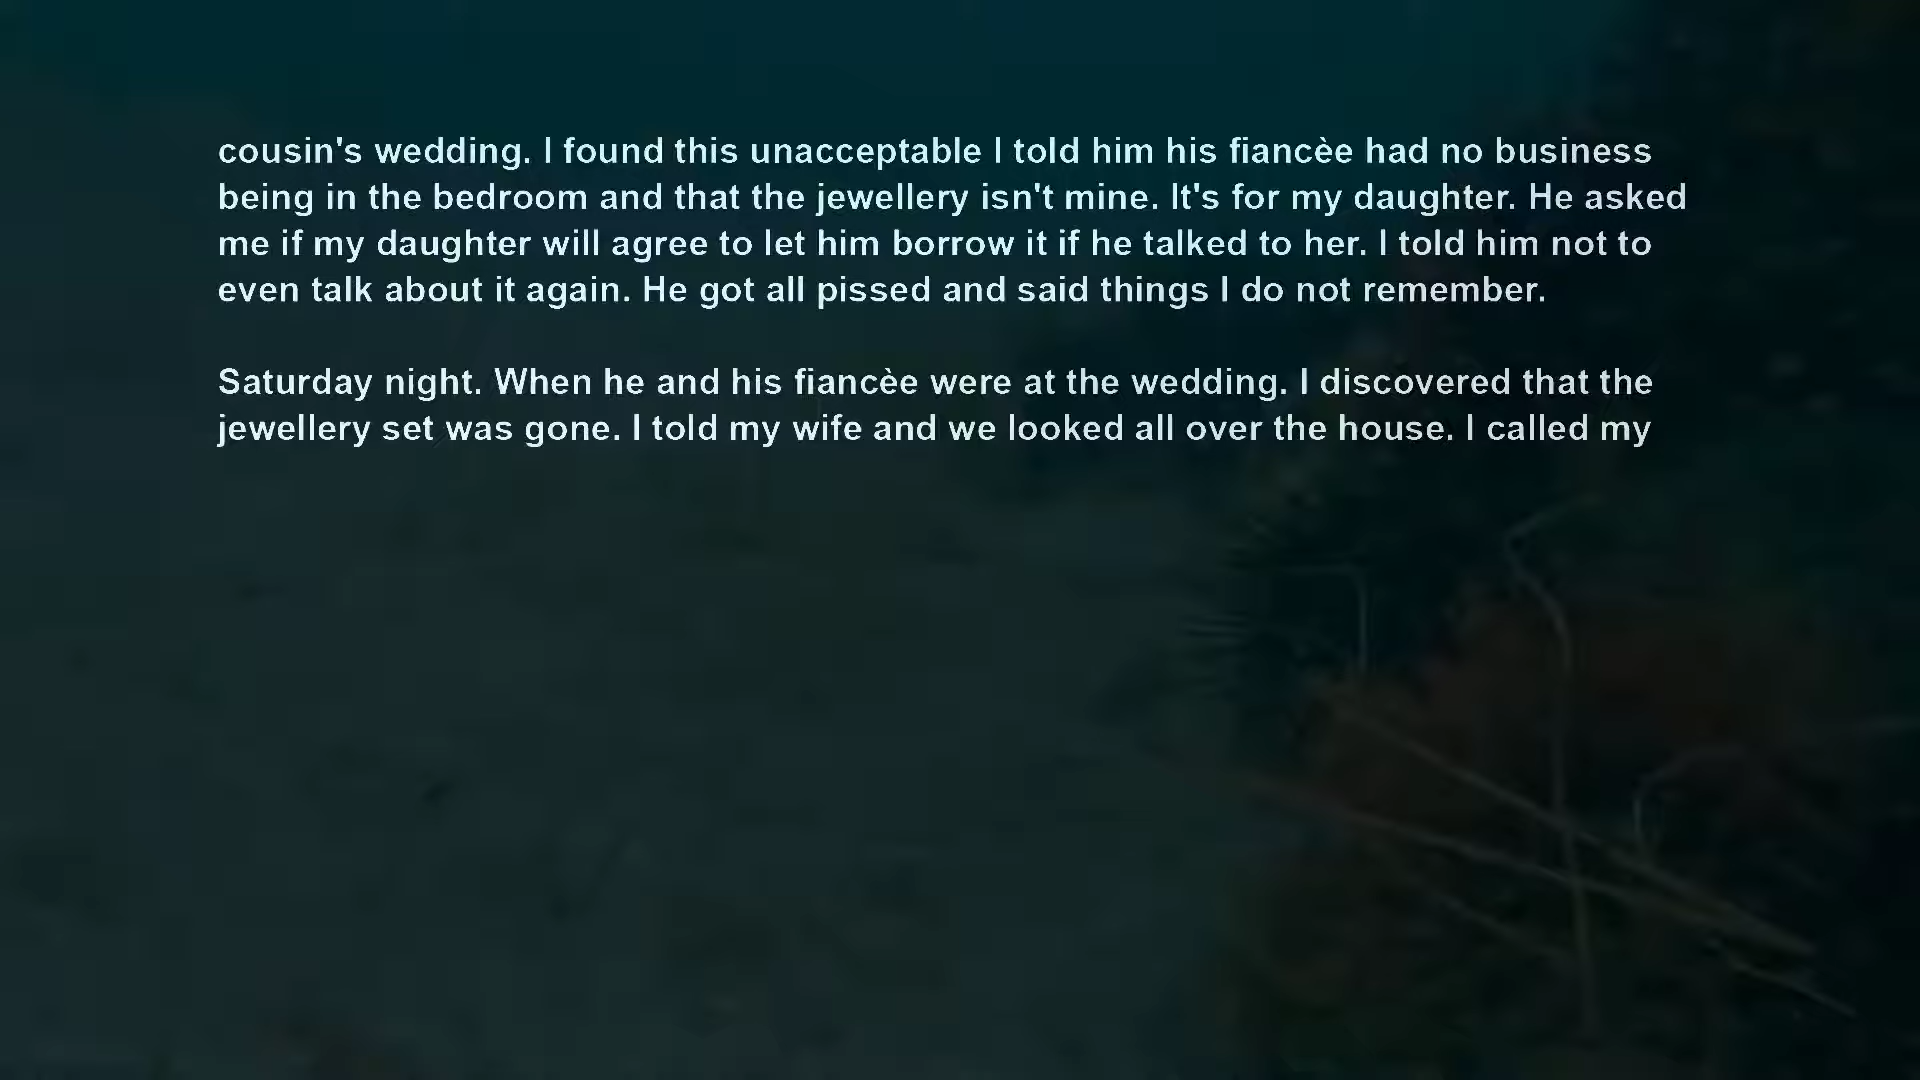 cousin's wedding. I found this unacceptable I told him his fiancèe had no business
being in the bedroom and that the jewellery isn't mine. It's for my daughter. He asked
me if my daughter will agree to let him borrow it if he talked to her. I told him not to
even talk about it again. He got all pissed and said things I do not remember.
Saturday night. When he and his fiancèe were at the wedding. I discovered that the
jewellery set was gone. I told my wife and we looked all over the house. I called my